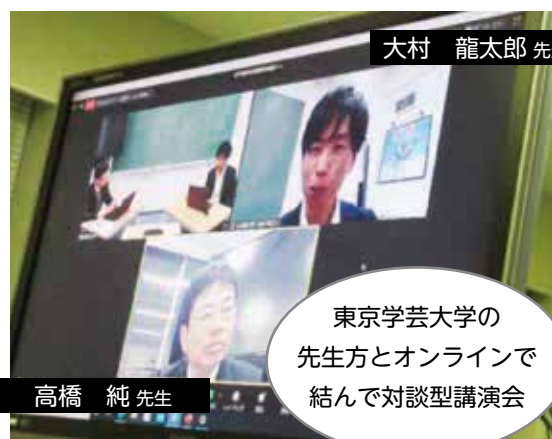 大村 龍太郎 先
東京学芸大学の
先生方とオンラインで
結んで対談型講演会
高橋 純 先生